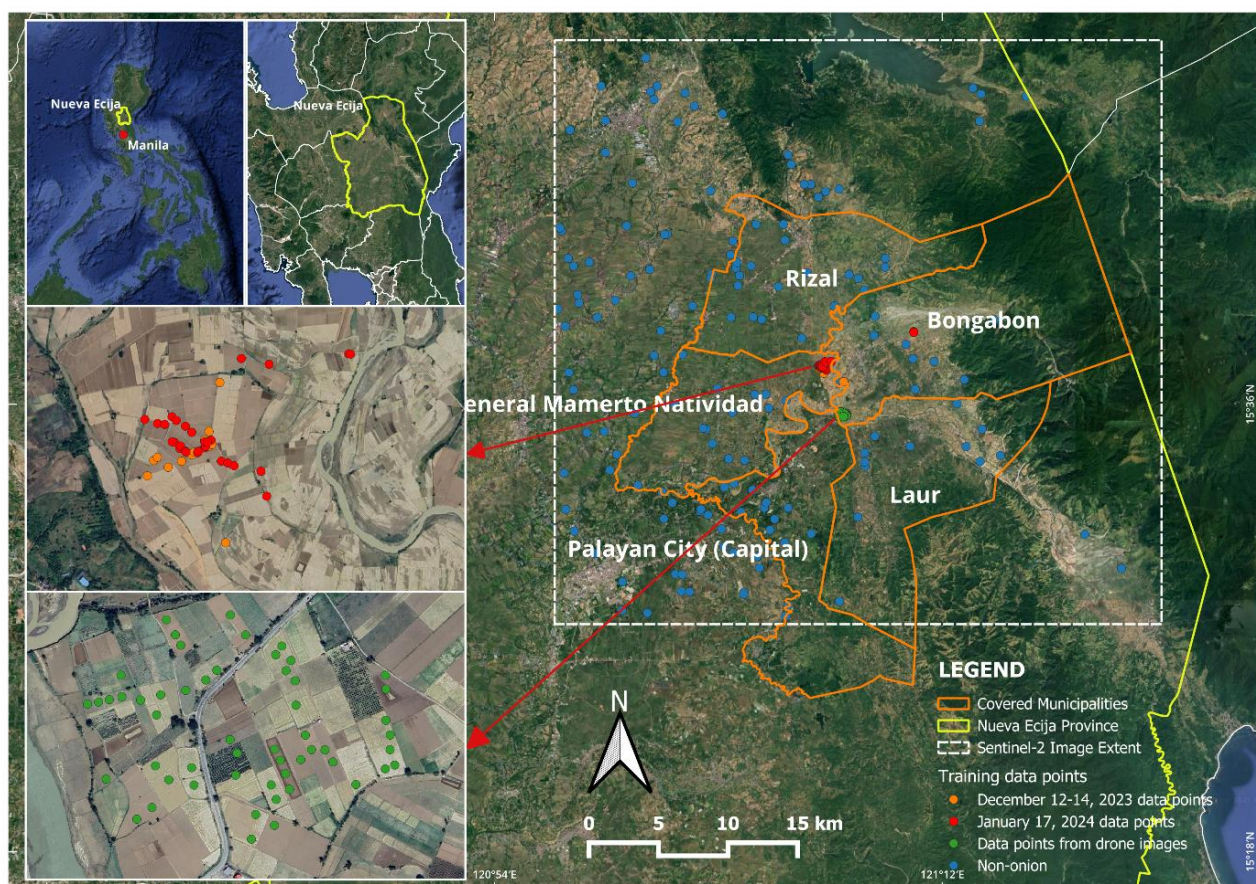 Nueva Ecija
Manila
Nueva Ecija
Rizal
Bongabon
eneral Mamerto Natividad
Laur
Palayan City (Capital)
15°36′N
N
0 5 10 15 km
LEGEND
Covered Municipalities
Nueva Ecija Province
Sentinel-2 Image Extent
Training data points
December 12-14, 2023 data points
January 17, 2024 data points
Data points from drone images
Non-onion
15°18′N
120°54′E
121°12′E